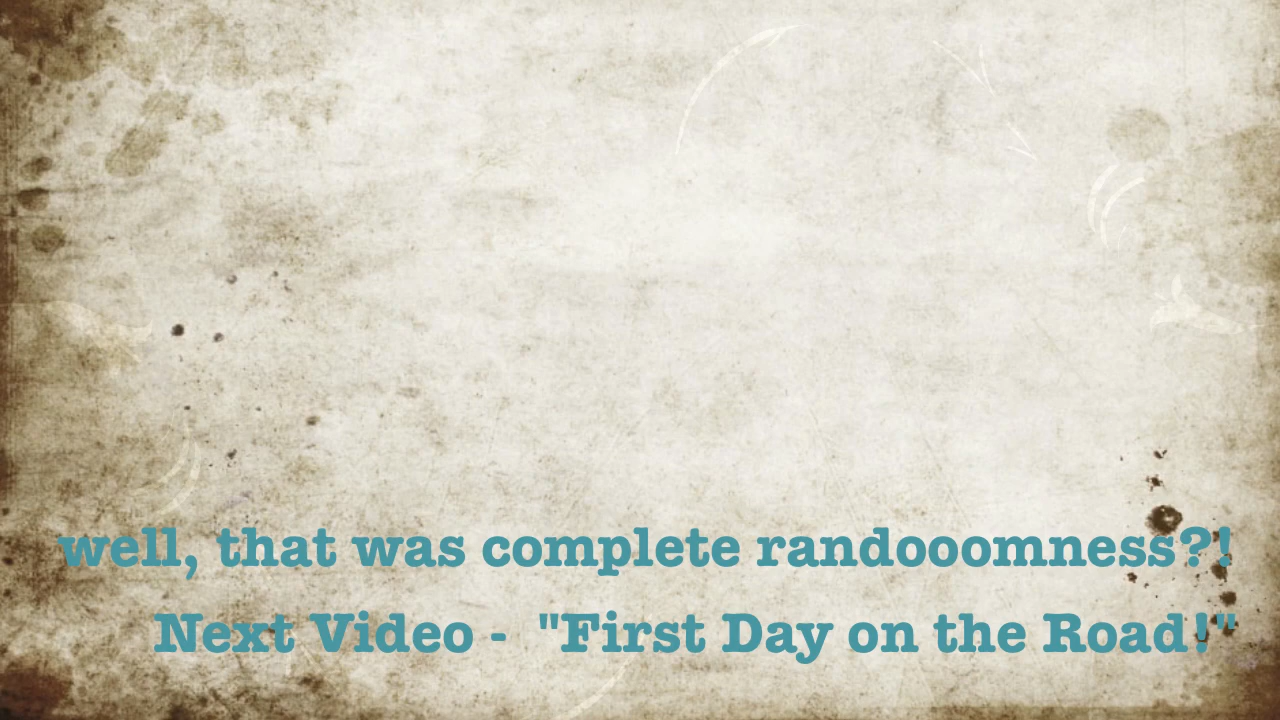 well, that was complete randooomness?!
Next Video -  "First Day on the Road!"